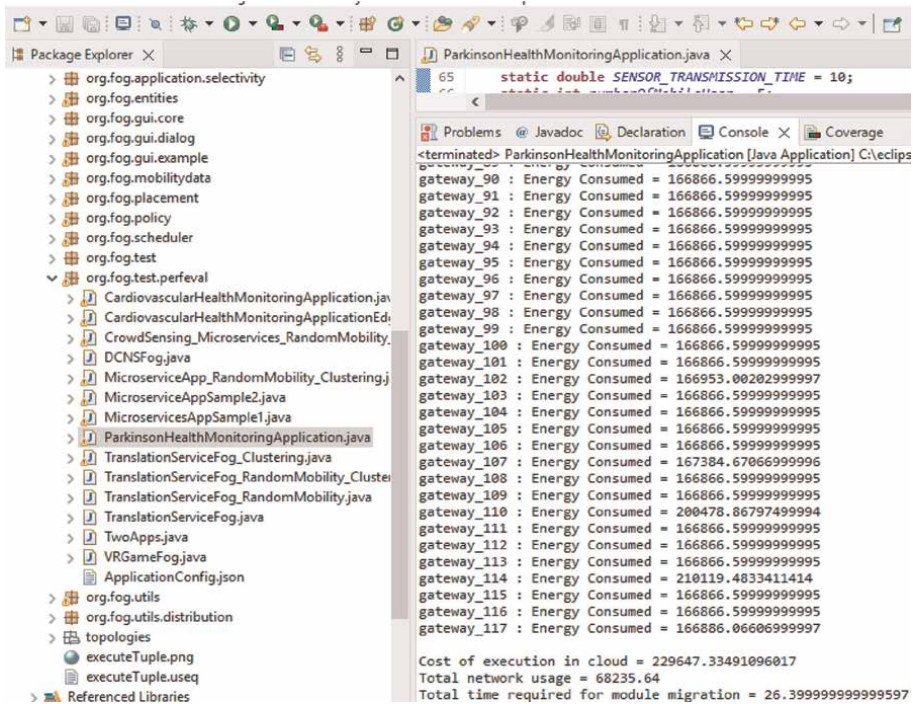 Package Explorer
org.fog.application.selectivity
org.fog.entities
org.fog.gui.core
org.fog.gui.dialog
org.fog.gui.example
org.fog.mobilitydata
org.fog.placement
org.fog.policy
org.fog.scheduler
org.fog.test
org.fog.test.perfeval
CardiovascularHealthMonitoringApplication.jav
CardiovascularHealthMonitoringApplicationEd
CrowdSensing_Microservices_RandomMobility_
DCNSFog.java
MicroserviceApp_RandomMobility_Clustering.j
MicroserviceAppSample2.java
MicroservicesAppSample1.java
ParkinsonHealthMonitoringApplication.java
TranslationServiceFog_Clustering.java
TranslationServiceFog_RandomMobility_Cluster
TranslationServiceFog_RandomMobility.java
TranslationServiceFog.java
TwoApps.java
VRGameFog.java
ApplicationConfig.json
org.fog.utils
org.fog.utils.distribution
topologies
executeTuple.png
executeTuple.useq
Referenced Libraries
ParkinsonHealthMonitoringApplication.java
65 static double SENSOR_TRANSMISSION_TIME = 10;
Problems @ Javadoc Declaration Console Coverage
<terminated> ParkinsonHealthMonitoringApplication [Java Application] C:\eclips
gateway_90 : Energy Consumed = 166866.59999999995
gateway_91 : Energy Consumed = 166866.59999999995
gateway_92 : Energy Consumed = 166866.59999999995
gateway_93 : Energy Consumed = 166866.59999999995
gateway_94 : Energy Consumed = 166866.59999999995
gateway_95 : Energy Consumed = 166866.59999999995
gateway_96 : Energy Consumed = 166866.59999999995
gateway_97 : Energy Consumed = 166866.59999999995
gateway_98 : Energy Consumed = 166866.59999999995
gateway_99 : Energy Consumed = 166866.59999999995
gateway_100 : Energy Consumed = 166866.59999999995
gateway_101 : Energy Consumed = 166866.59999999995
gateway_102 : Energy Consumed = 166953.00202999997
gateway_103 : Energy Consumed = 166866.59999999995
gateway_104 : Energy Consumed = 166866.59999999995
gateway_105 : Energy Consumed = 166866.59999999995
gateway_106 : Energy Consumed = 166866.59999999995
gateway_107 : Energy Consumed = 167384.67066999996
gateway_108 : Energy Consumed = 166866.59999999995
gateway_109 : Energy Consumed = 166866.59999999995
gateway_110 : Energy Consumed = 200478.86797499994
gateway_111 : Energy Consumed = 166866.59999999995
gateway_112 : Energy Consumed = 166866.59999999995
gateway_113 : Energy Consumed = 166866.59999999995
gateway_114 : Energy Consumed = 210119.4833411414
gateway_115 : Energy Consumed = 166866.59999999995
gateway_116 : Energy Consumed = 166866.59999999995
gateway_117 : Energy Consumed = 166886.06606999997
Cost of execution in cloud = 229647.33491096017
Total network usage = 68235.64
Total time required for module migration = 26.399999999999597